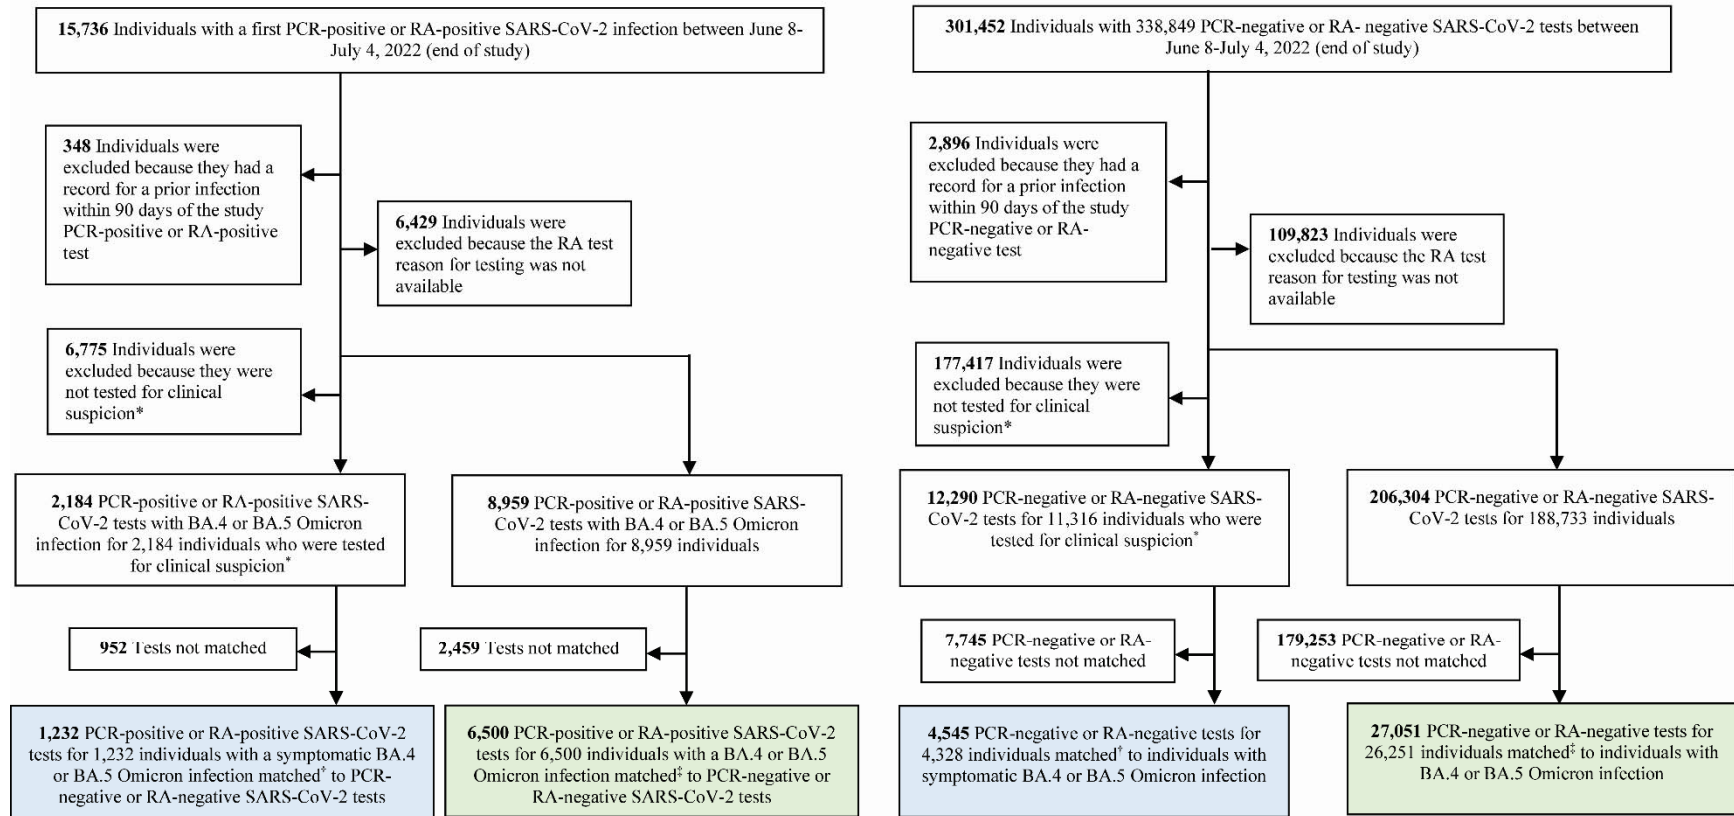 15,736 Individuals with a first PCR-positive or RA-positive SARS-CoV-2 infection between June 8-
July 4, 2022 (end of study)
348 Individuals were
excluded because they had a
record for a prior infection
within 90 days of the study
PCR-positive or RA-positive
test
6,429 Individuals were
excluded because the RA test
reason for testing was not
available
6,775 Individuals were
excluded because they were
not tested for clinical
suspicion*
2,184 PCR-positive or RA-positive SARS-
CoV-2 tests with BA.4 or BA.5 Omicron
infection for 2,184 individuals who were tested
for clinical suspicion*
8,959 PCR-positive or RA-positive SARS-
CoV-2 tests with BA.4 or BA.5 Omicron
infection for 8,959 individuals
952 Tests not matched
2,459 Tests not matched
1,232 PCR-positive or RA-positive SARS-CoV-2
tests for 1,232 individuals with a symptomatic BA.4
or BA.5 Omicron infection matched† to PCR-
negative or RA-negative SARS-CoV-2 tests
6,500 PCR-positive or RA-positive SARS-CoV-2
tests for 6,500 individuals with a BA.4 or BA.5
Omicron infection matched‡ to PCR-negative or
RA-negative SARS-CoV-2 tests
301,452 Individuals with 338,849 PCR-negative or RA- negative SARS-CoV-2 tests between
June 8-July 4, 2022 (end of study)
2,896 Individuals were
excluded because they had a
record for a prior infection
within 90 days of the study
PCR-negative or RA-
negative test
109,823 Individuals were
excluded because the RA test
reason for testing was not
available
177,417 Individuals were
excluded because they were
not tested for clinical
suspicion*
12,290 PCR-negative or RA-negative SARS-
CoV-2 tests for 11,316 individuals who were
tested for clinical suspicion*
206,304 PCR-negative or RA-negative SARS-
CoV-2 tests for 188,733 individuals
7,745 PCR-negative or RA-
negative tests not matched
179,253 PCR-negative or RA-
negative tests not matched
4,545 PCR-negative or RA-negative tests for
4,328 individuals matched† to individuals with
symptomatic BA.4 or BA.5 Omicron infection
27,051 PCR-negative or RA-negative tests for
26,251 individuals matched‡ to individuals with
BA.4 or BA.5 Omicron infection